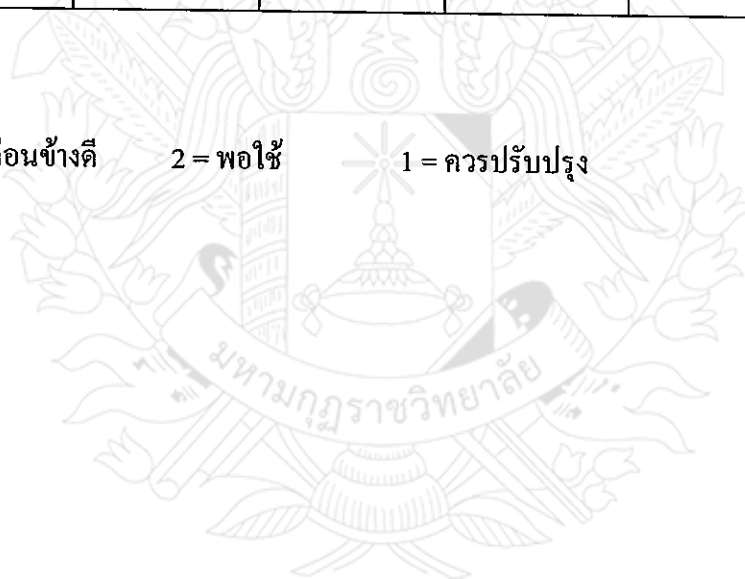 ค่อนข้างดี 2 = พอใช้ 1 = ควรปรับปรุง
มหามกุฏราชวิทยาลัย